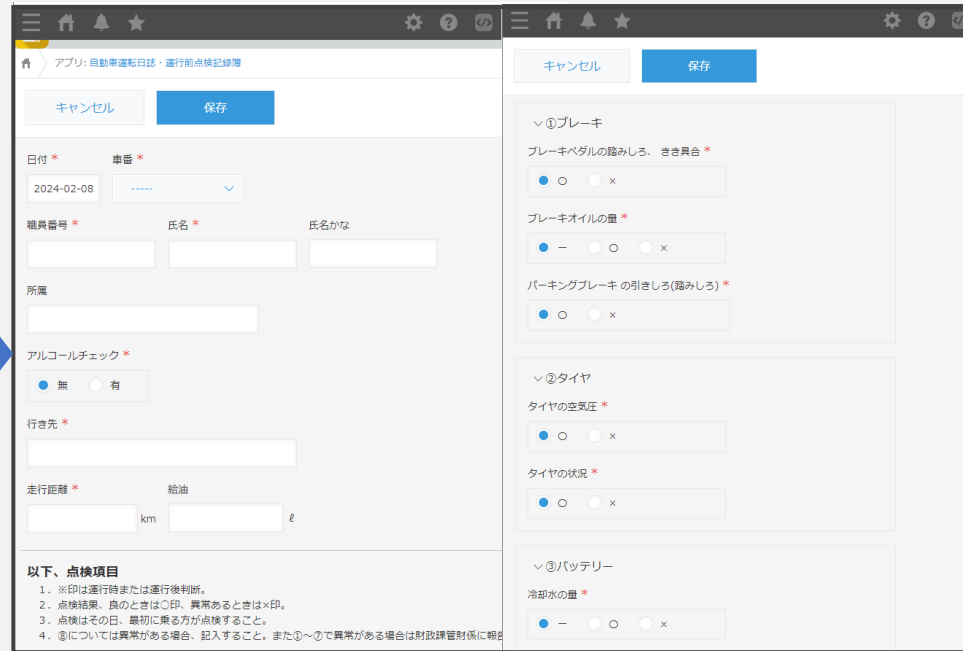 アプリ: 自動車運転日誌・運行前点検記録簿
キャンセル 保存
日付 * 車番 *
2024-02-08 -----
職員番号 * 氏名 * 氏名かな
所属
アルコールチェック *
無 有
行き先 *
走行距離 * 給油
km ℓ
以下、点検項目
1. ※印は運行時または運行後判断。
2. 点検結果、良のときは○印、異常あるときは×印。
3. 点検はその日、最初に乗る方が点検すること。
4. ⑧については異常がある場合、記入すること。また①～⑦で異常がある場合は財政課管財係に報告
キャンセル 保存
①ブレーキ
ブレーキペダルの踏みしろ、 きき具合 *
○ ×
ブレーキオイルの量 *
－ ○ ×
パーキングブレーキ の引きしろ(踏みしろ) *
○ ×
②タイヤ
タイヤの空気圧 *
○ ×
タイヤの状況 *
○ ×
③バッテリー
冷却水の量 *
－ ○ ×